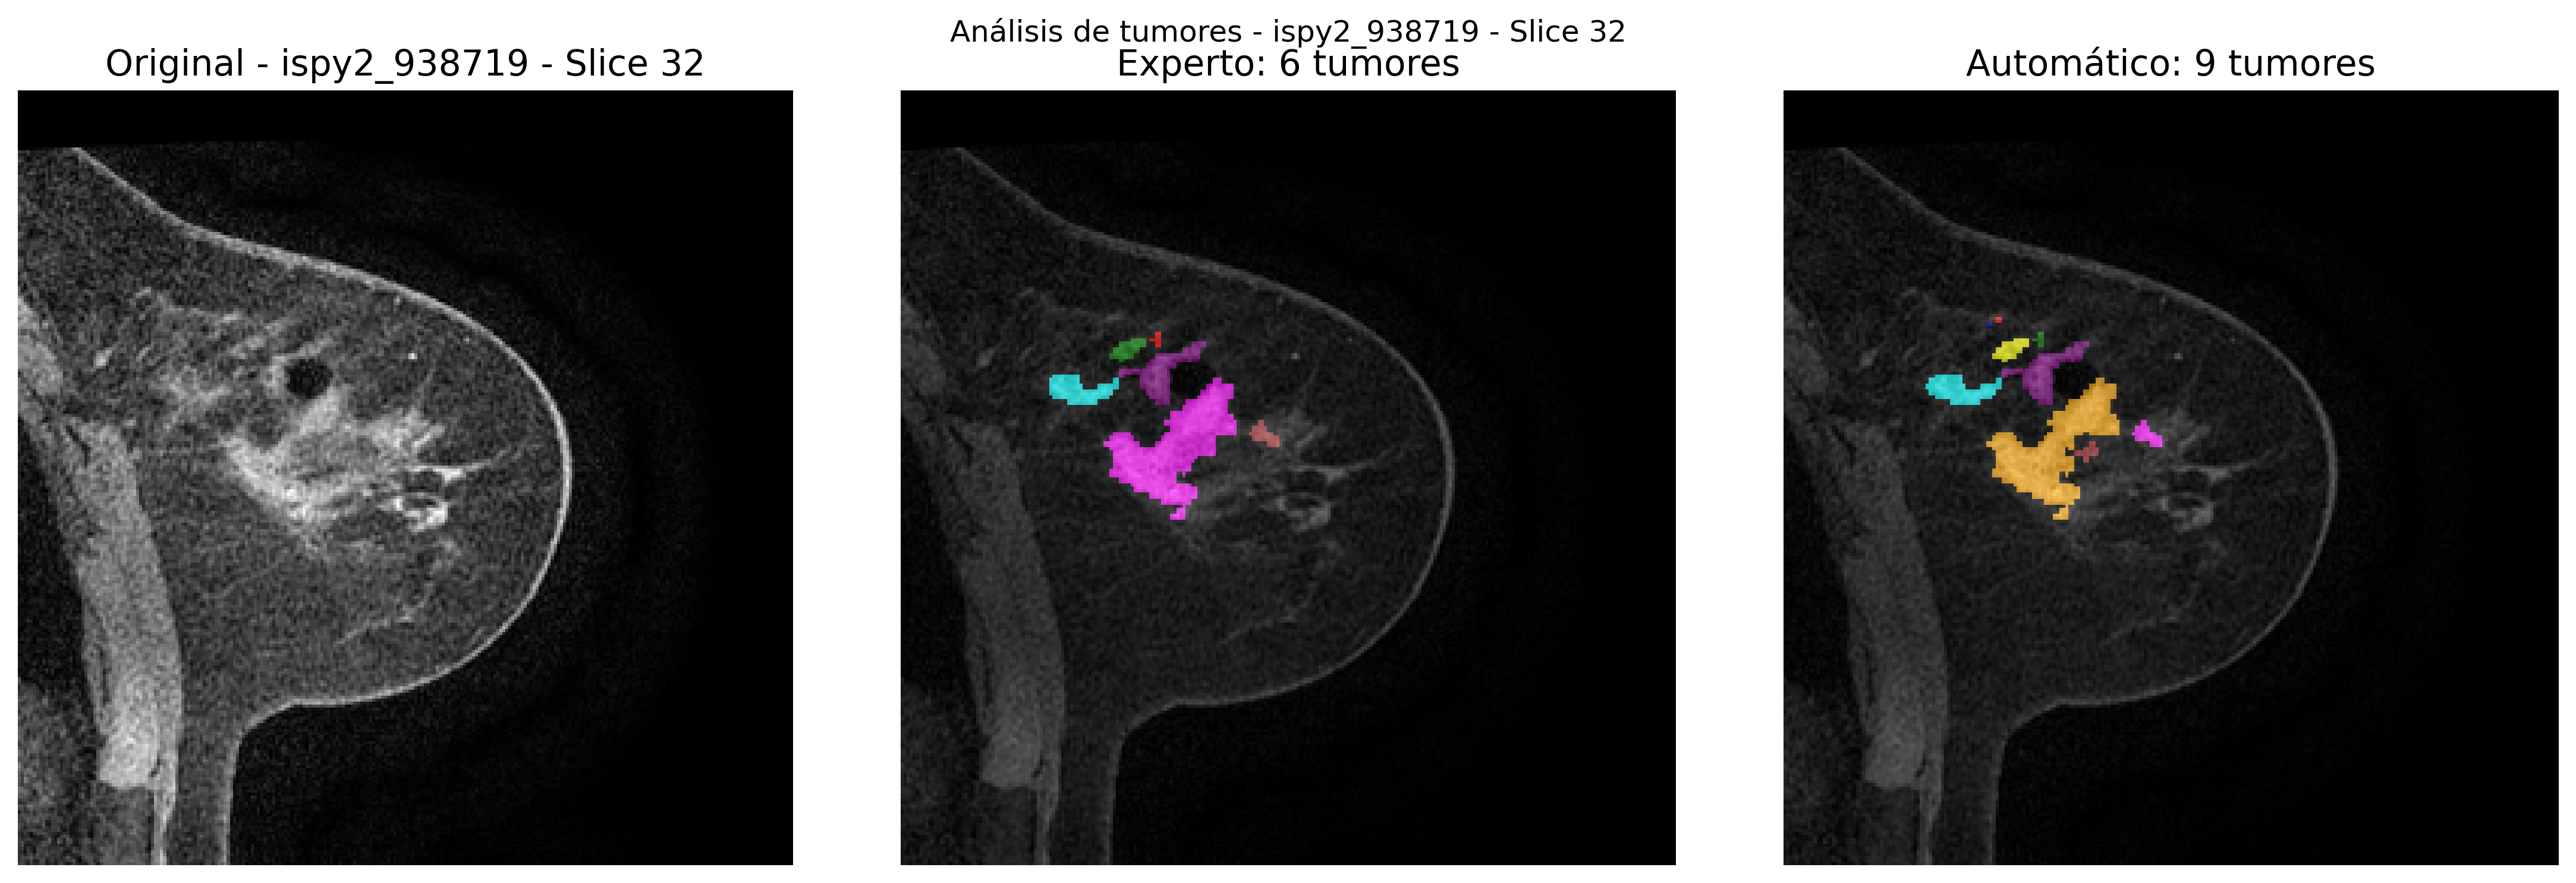 Análisis de tumores - ispy2_938719 - Slice 32
Original - ispy2_938719 - Slice 32
Experto: 6 tumores
Automático: 9 tumores